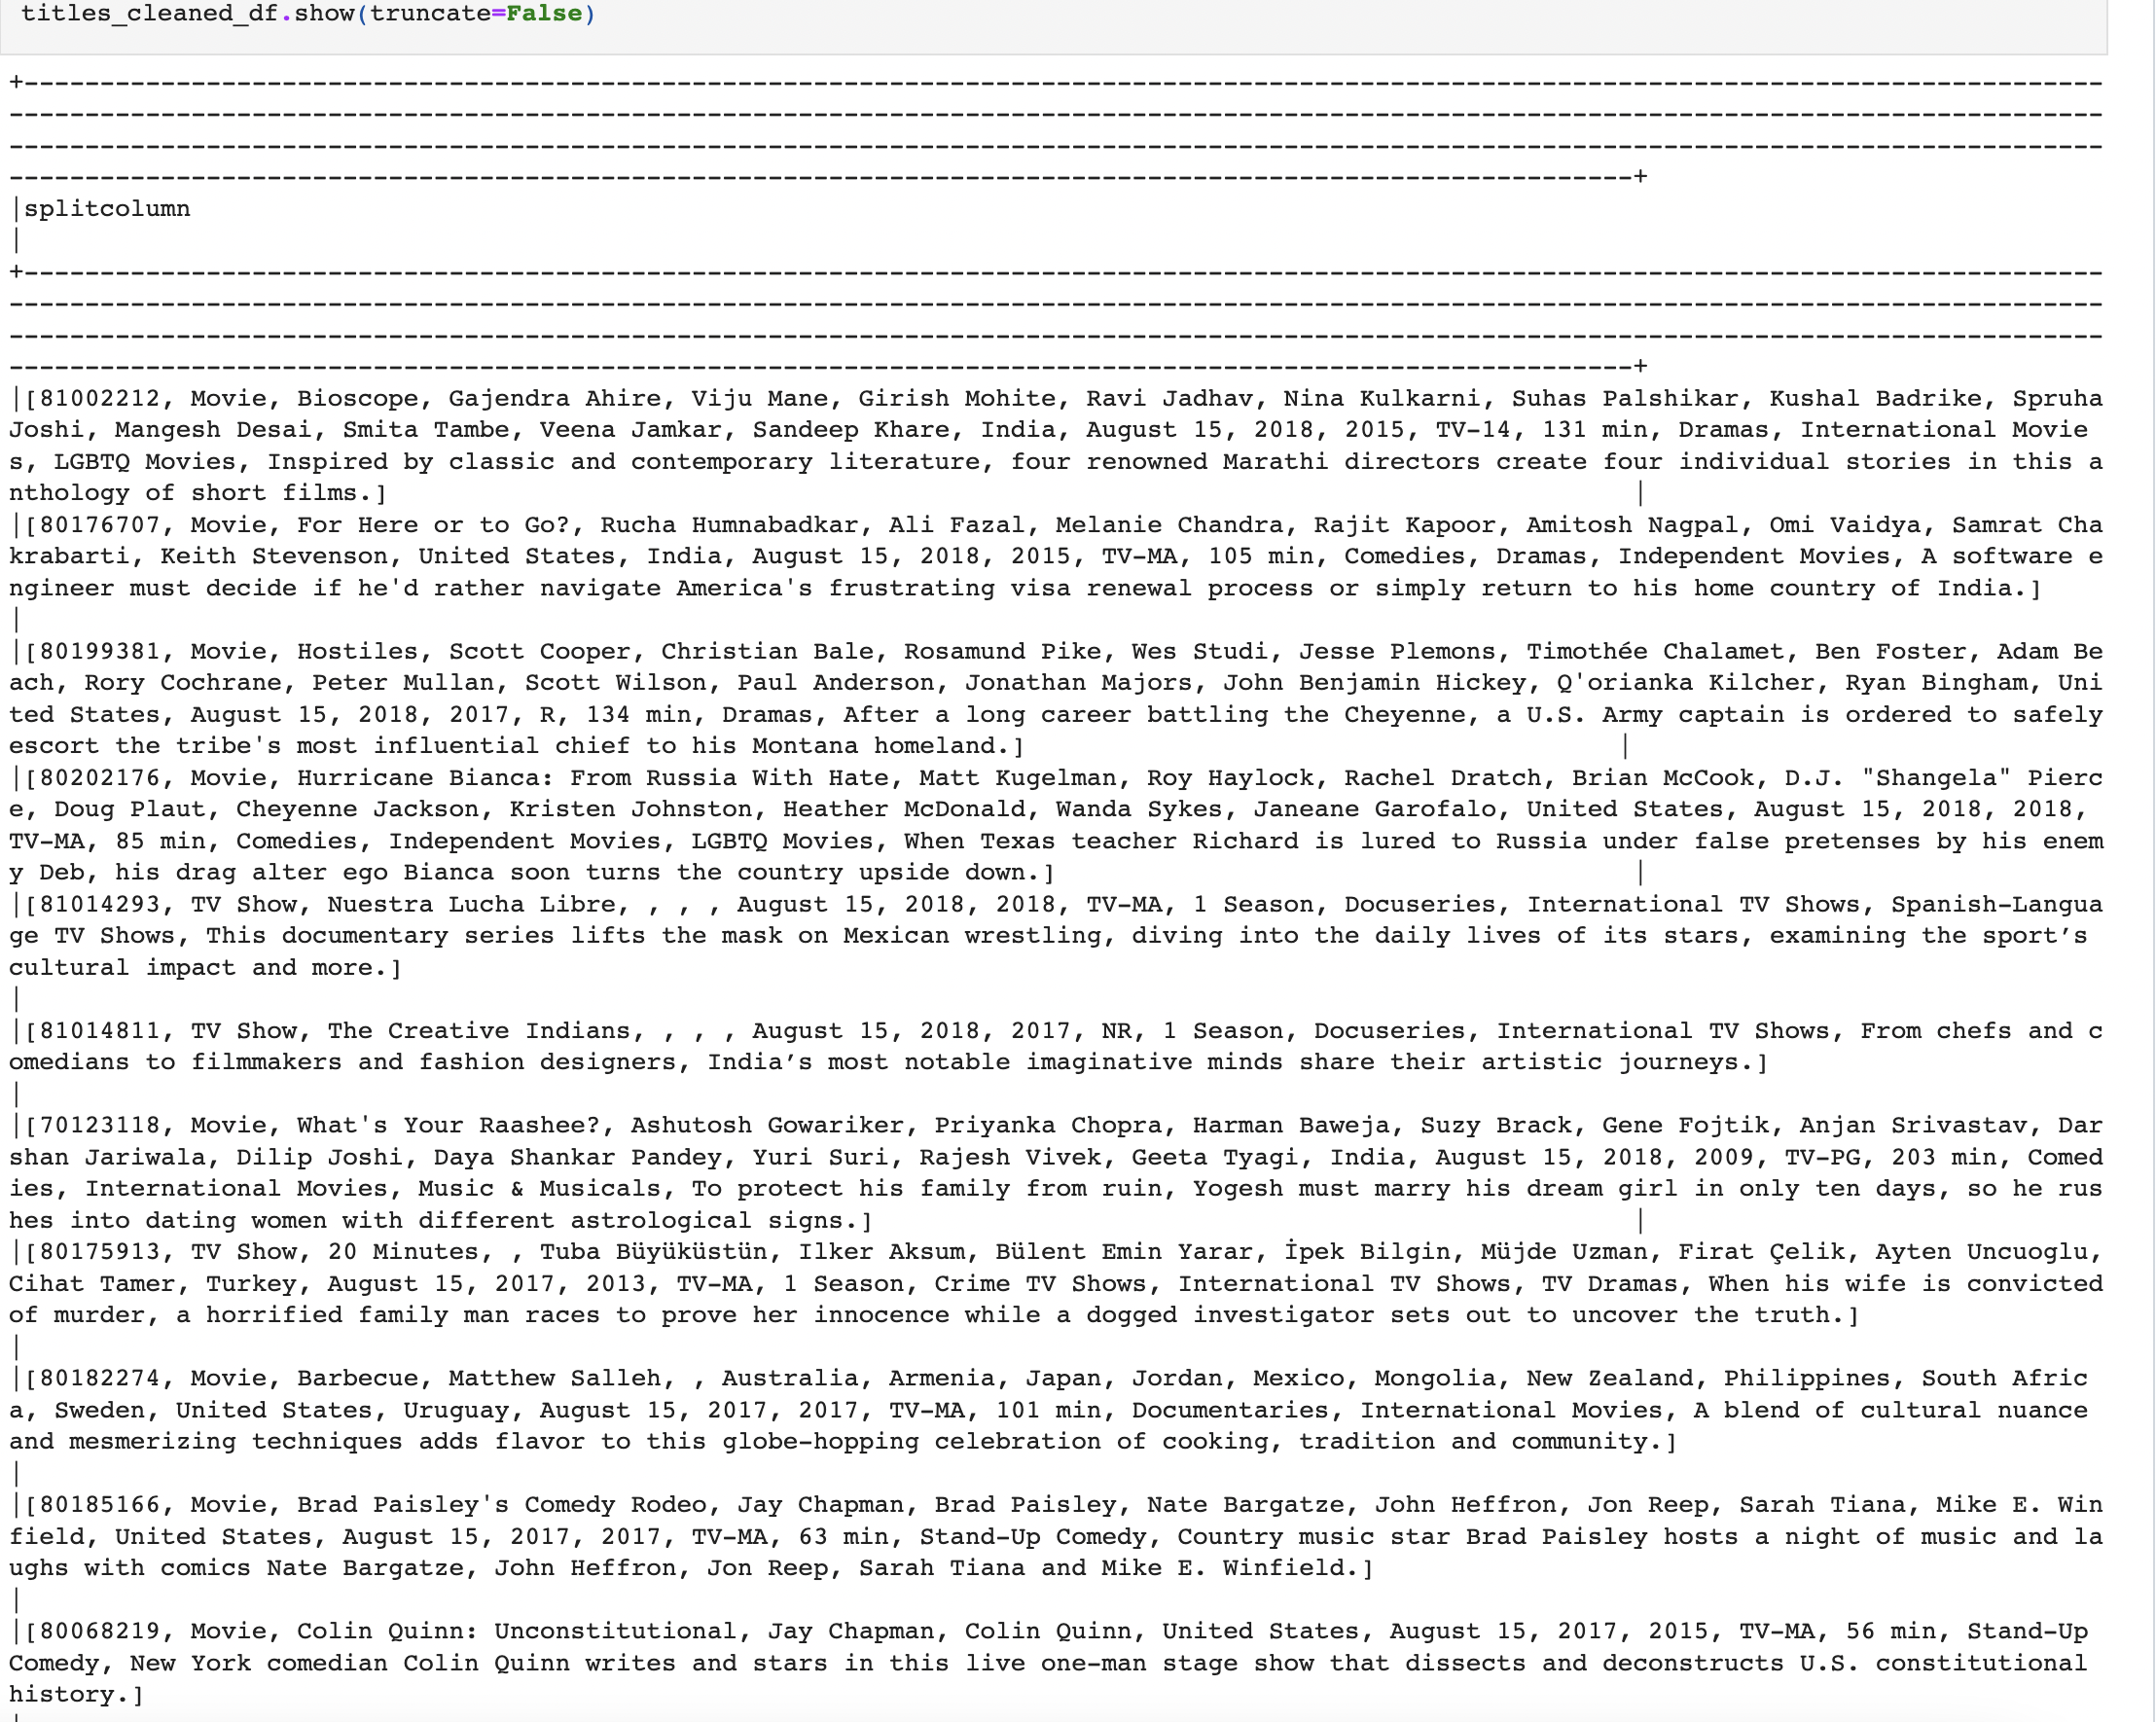 titles_cleaned_df.show(truncate=False)
+-----------------------------------------------------------------------------------------------------------------------------------------
------------------------------------------------------------------------------------------------------------------------------------------
------------------------------------------------------------------------------------------------------------------------------------------
-----------------------------------------------------------------------------------------------------------+
|splitcolumn
|
+-----------------------------------------------------------------------------------------------------------------------------------------
------------------------------------------------------------------------------------------------------------------------------------------
------------------------------------------------------------------------------------------------------------------------------------------
-----------------------------------------------------------------------------------------------------------+
|[81002212, Movie, Bioscope, Gajendra Ahire, Viju Mane, Girish Mohite, Ravi Jadhav, Nina Kulkarni, Suhas Palshikar, Kushal Badrike, Spruha
Joshi, Mangesh Desai, Smita Tambe, Veena Jamkar, Sandeep Khare, India, August 15, 2018, 2015, TV-14, 131 min, Dramas, International Movie
s, LGBTQ Movies, Inspired by classic and contemporary literature, four renowned Marathi directors create four individual stories in this a
nthology of short films.] |
|[80176707, Movie, For Here or to Go?, Rucha Humnabadkar, Ali Fazal, Melanie Chandra, Rajit Kapoor, Amitosh Nagpal, Omi Vaidya, Samrat Cha
krabarti, Keith Stevenson, United States, India, August 15, 2018, 2015, TV-MA, 105 min, Comedies, Dramas, Independent Movies, A software e
ngineer must decide if he'd rather navigate America's frustrating visa renewal process or simply return to his home country of India.]
|
|[80199381, Movie, Hostiles, Scott Cooper, Christian Bale, Rosamund Pike, Wes Studi, Jesse Plemons, Timothée Chalamet, Ben Foster, Adam Be
ach, Rory Cochrane, Peter Mullan, Scott Wilson, Paul Anderson, Jonathan Majors, John Benjamin Hickey, Q'orianka Kilcher, Ryan Bingham, Uni
ted States, August 15, 2018, 2017, R, 134 min, Dramas, After a long career battling the Cheyenne, a U.S. Army captain is ordered to safely
escort the tribe's most influential chief to his Montana homeland.] |
|[80202176, Movie, Hurricane Bianca: From Russia With Hate, Matt Kugelman, Roy Haylock, Rachel Dratch, Brian McCook, D.J. "Shangela" Pierc
e, Doug Plaut, Cheyenne Jackson, Kristen Johnston, Heather McDonald, Wanda Sykes, Janeane Garofalo, United States, August 15, 2018, 2018,
TV-MA, 85 min, Comedies, Independent Movies, LGBTQ Movies, When Texas teacher Richard is lured to Russia under false pretenses by his enem
y Deb, his drag alter ego Bianca soon turns the country upside down.] |
|[81014293, TV Show, Nuestra Lucha Libre, , , , August 15, 2018, 2018, TV-MA, 1 Season, Docuseries, International TV Shows, Spanish-Langua
ge TV Shows, This documentary series lifts the mask on Mexican wrestling, diving into the daily lives of its stars, examining the sport’s
cultural impact and more.]
|
|[81014811, TV Show, The Creative Indians, , , , August 15, 2018, 2017, NR, 1 Season, Docuseries, International TV Shows, From chefs and c
omedians to filmmakers and fashion designers, India’s most notable imaginative minds share their artistic journeys.]
|
|[70123118, Movie, What's Your Raashee?, Ashutosh Gowariker, Priyanka Chopra, Harman Baweja, Suzy Brack, Gene Fojtik, Anjan Srivastav, Dar
shan Jariwala, Dilip Joshi, Daya Shankar Pandey, Yuri Suri, Rajesh Vivek, Geeta Tyagi, India, August 15, 2018, 2009, TV-PG, 203 min, Comed
ies, International Movies, Music & Musicals, To protect his family from ruin, Yogesh must marry his dream girl in only ten days, so he rus
hes into dating women with different astrological signs.] |
|[80175913, TV Show, 20 Minutes, , Tuba Büyüküstün, Ilker Aksum, Bülent Emin Yarar, İpek Bilgin, Müjde Uzman, Firat Çelik, Ayten Uncuoglu,
Cihat Tamer, Turkey, August 15, 2017, 2013, TV-MA, 1 Season, Crime TV Shows, International TV Shows, TV Dramas, When his wife is convicted
of murder, a horrified family man races to prove her innocence while a dogged investigator sets out to uncover the truth.]
|
|[80182274, Movie, Barbecue, Matthew Salleh, , Australia, Armenia, Japan, Jordan, Mexico, Mongolia, New Zealand, Philippines, South Afric
a, Sweden, United States, Uruguay, August 15, 2017, 2017, TV-MA, 101 min, Documentaries, International Movies, A blend of cultural nuance
and mesmerizing techniques adds flavor to this globe-hopping celebration of cooking, tradition and community.]
|
|[80185166, Movie, Brad Paisley's Comedy Rodeo, Jay Chapman, Brad Paisley, Nate Bargatze, John Heffron, Jon Reep, Sarah Tiana, Mike E. Win
field, United States, August 15, 2017, 2017, TV-MA, 63 min, Stand-Up Comedy, Country music star Brad Paisley hosts a night of music and la
ughs with comics Nate Bargatze, John Heffron, Jon Reep, Sarah Tiana and Mike E. Winfield.]
|
|[80068219, Movie, Colin Quinn: Unconstitutional, Jay Chapman, Colin Quinn, United States, August 15, 2017, 2015, TV-MA, 56 min, Stand-Up
Comedy, New York comedian Colin Quinn writes and stars in this live one-man stage show that dissects and deconstructs U.S. constitutional
history.]
|